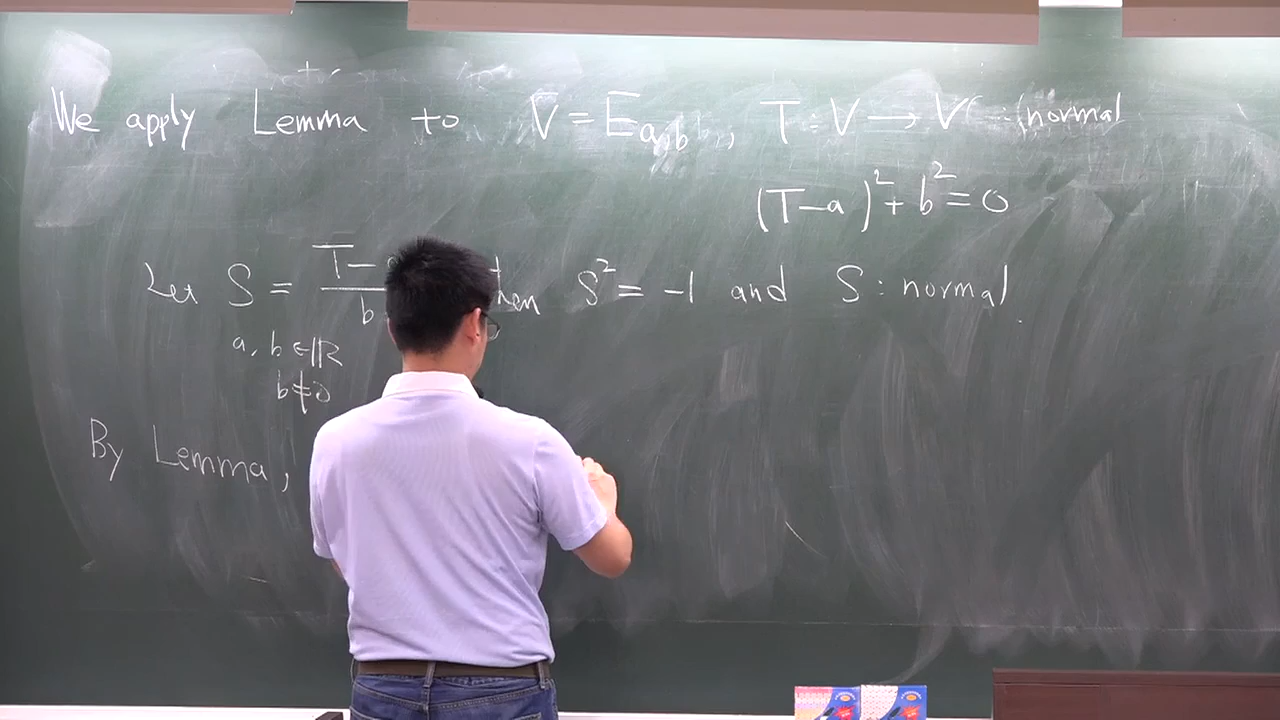 We apply Lemma to V = E_{a,b}, T: V → V : normal
(T-a)² + b² = 0
Let S = T- b then S² = -1 and S: normal
a, b ∈ ℝ
b ≠ 0
By Lemma,